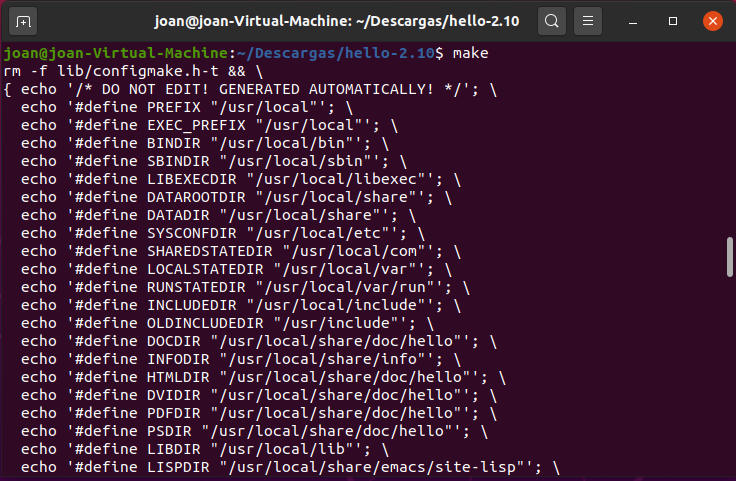 joan@joan-Virtual-Machine: ~/Descargas/hello-2.10
joan@joan-Virtual-Machine:~/Descargas/hello-2.10$ make
rm -f lib/configmake.h-t && \
{ echo '/* DO NOT EDIT! GENERATED AUTOMATICALLY! */'; \
  echo '#define PREFIX "/usr/local"'; \
  echo '#define EXEC_PREFIX "/usr/local"'; \
  echo '#define BINDIR "/usr/local/bin"'; \
  echo '#define SBINDIR "/usr/local/sbin"'; \
  echo '#define LIBEXECDIR "/usr/local/libexec"'; \
  echo '#define DATAROOTDIR "/usr/local/share"'; \
  echo '#define DATADIR "/usr/local/share"'; \
  echo '#define SYSCONFDIR "/usr/local/etc"'; \
  echo '#define SHAREDSTATEDIR "/usr/local/com"'; \
  echo '#define LOCALSTATEDIR "/usr/local/var"'; \
  echo '#define RUNSTATEDIR "/usr/local/var/run"'; \
  echo '#define INCLUDEDIR "/usr/local/include"'; \
  echo '#define OLDINCLUDEDIR "/usr/include"'; \
  echo '#define DOCDIR "/usr/local/share/doc/hello"'; \
  echo '#define INFODIR "/usr/local/share/info"'; \
  echo '#define HTMLDIR "/usr/local/share/doc/hello"'; \
  echo '#define DVIDIR "/usr/local/share/doc/hello"'; \
  echo '#define PDFDIR "/usr/local/share/doc/hello"'; \
  echo '#define PSDIR "/usr/local/share/doc/hello"'; \
  echo '#define LIBDIR "/usr/local/lib"'; \
  echo '#define LISPDIR "/usr/local/share/emacs/site-lisp"'; \